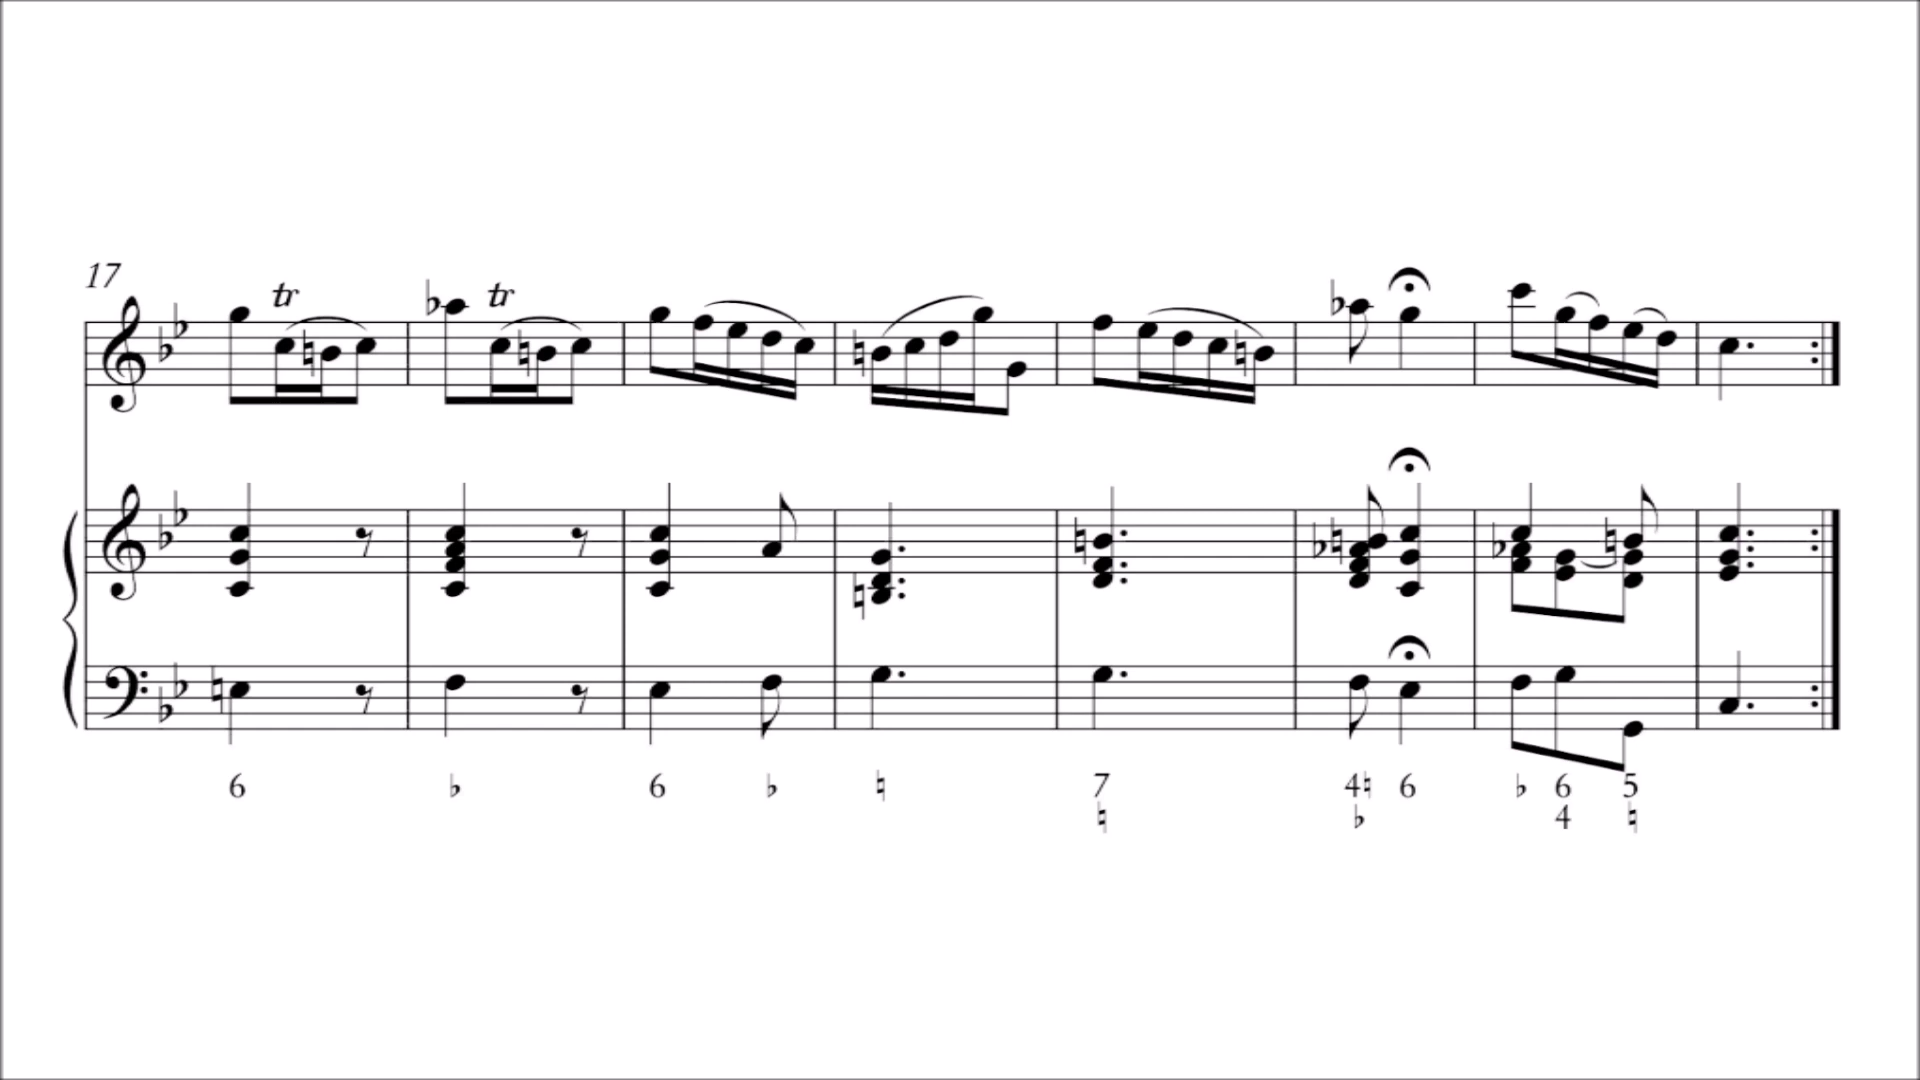 17
tr tr
6 ♭ 6 ♭ ♮ 7 4♮ 6 ♭ 6 5
♮ ♭ 4 ♮